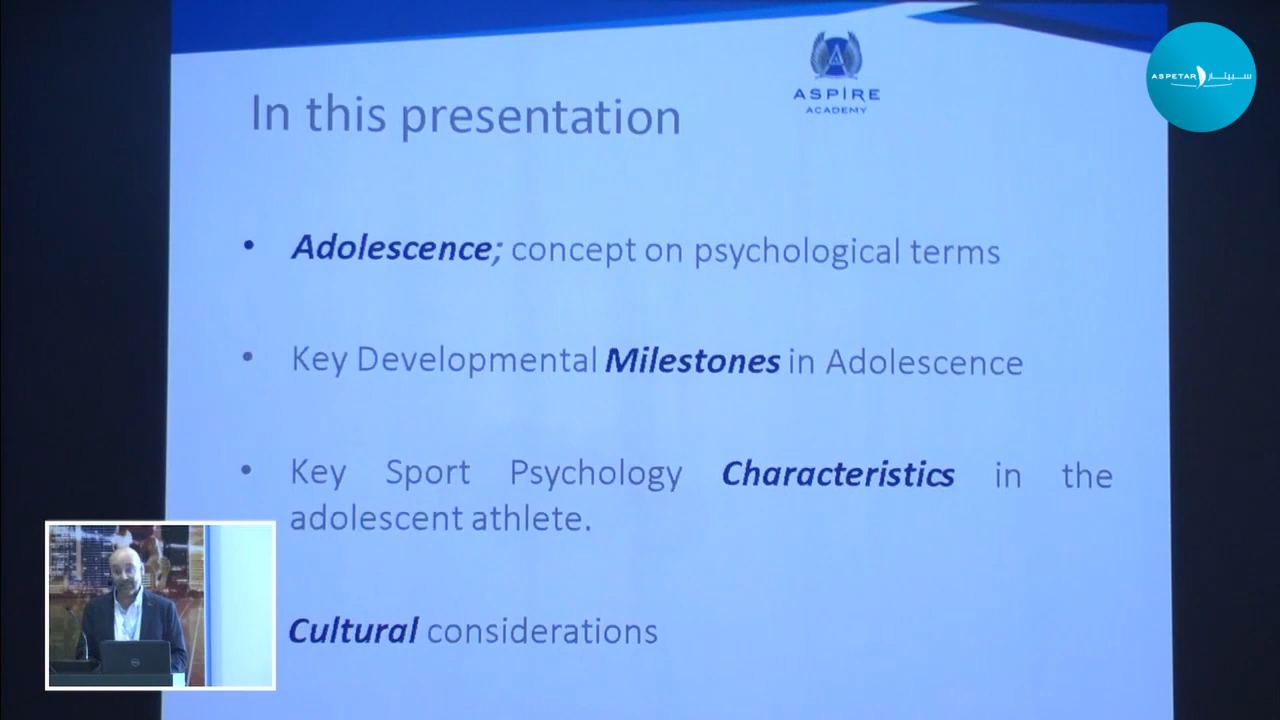 In this presentation
ASPIRE
ACADEMY
ASPETAR سبيتار
• Adolescence; concept on psychological terms
• Key Developmental Milestones in Adolescence
• Key Sport Psychology Characteristics in the
adolescent athlete.
Cultural considerations